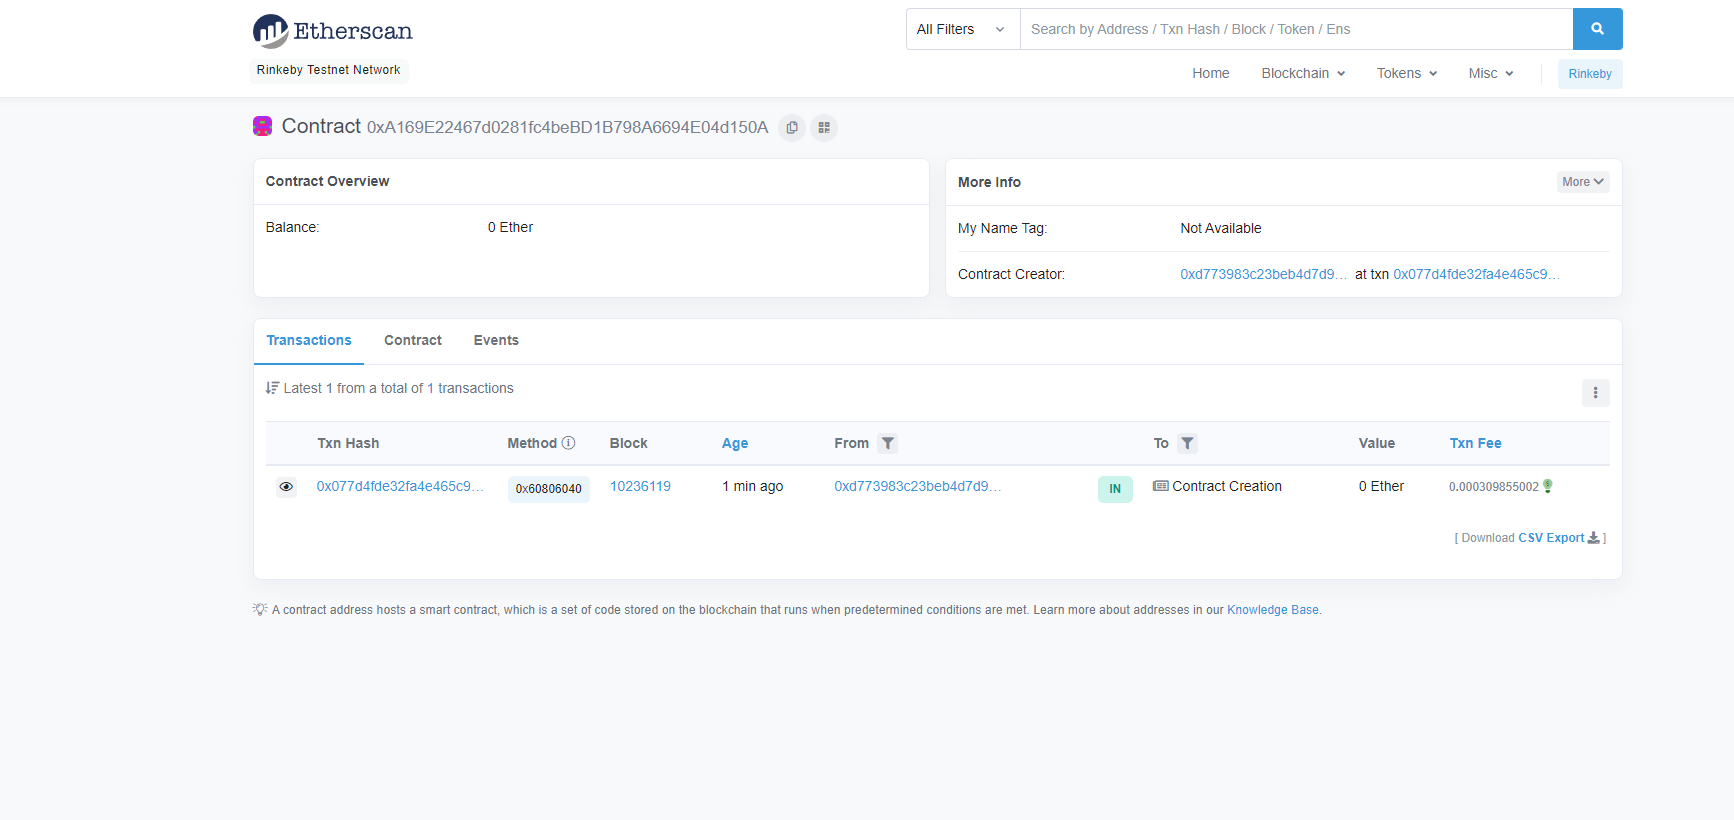 Etherscan
All Filters
Search by Address / Txn Hash / Block / Token / Ens
Rinkeby Testnet Network
Home Blockchain Tokens Misc Rinkeby
Contract 0xA169E22467d0281fc4beBD1B798A6694E04d150A
Contract Overview
Balance: 0 Ether
More Info More
My Name Tag: Not Available
Contract Creator: 0xd773983c23beb4d7d9... at txn 0x077d4fde32fa4e465c9...
Transactions Contract Events
Latest 1 from a total of 1 transactions
Txn Hash Method Block Age From To Value Txn Fee
0x077d4fde32fa4e465c9... 0x60806040 10236119 1 min ago 0xd773983c23beb4d7d9... IN Contract Creation 0 Ether 0.000309855002
[ Download CSV Export ]
A contract address hosts a smart contract, which is a set of code stored on the blockchain that runs when predetermined conditions are met. Learn more about addresses in our Knowledge Base.